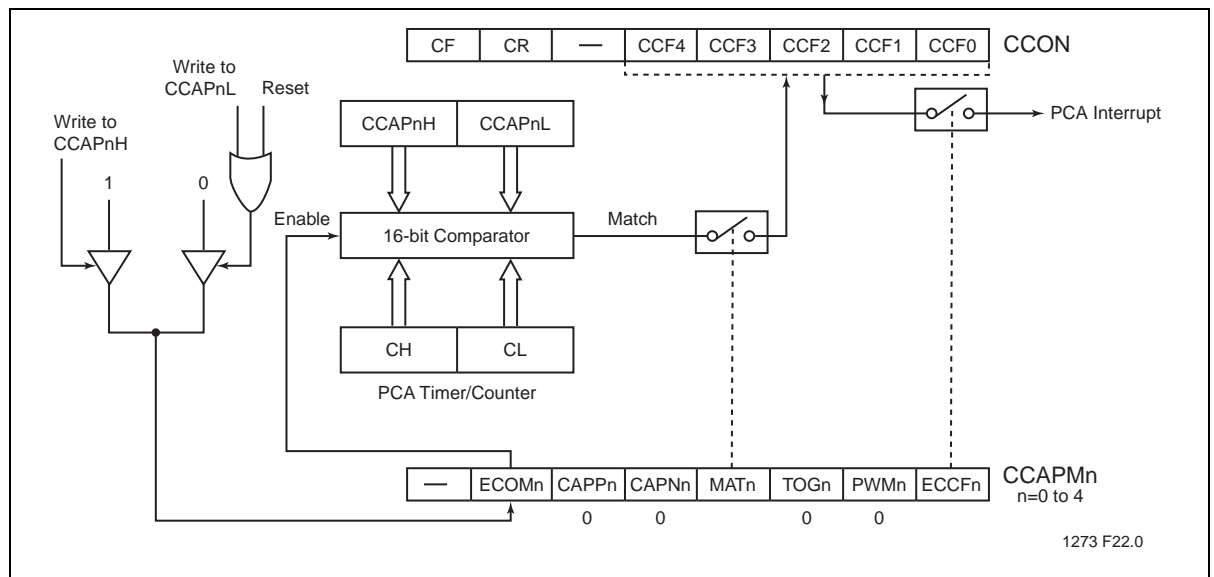 CF CR — CCF4 CCF3 CCF2 CCF1 CCF0 CCON
Write to
CCAPnL
Reset
Write to
CCAPnH
1
0
CCAPnH CCAPnL
PCA Interrupt
Enable
16-bit Comparator
Match
CH CL
PCA Timer/Counter
— ECOMn CAPPn CAPNn MATn TOGn PWMn ECCFn CCAPMn
n=0 to 4
0 0 0 0
1273 F22.0